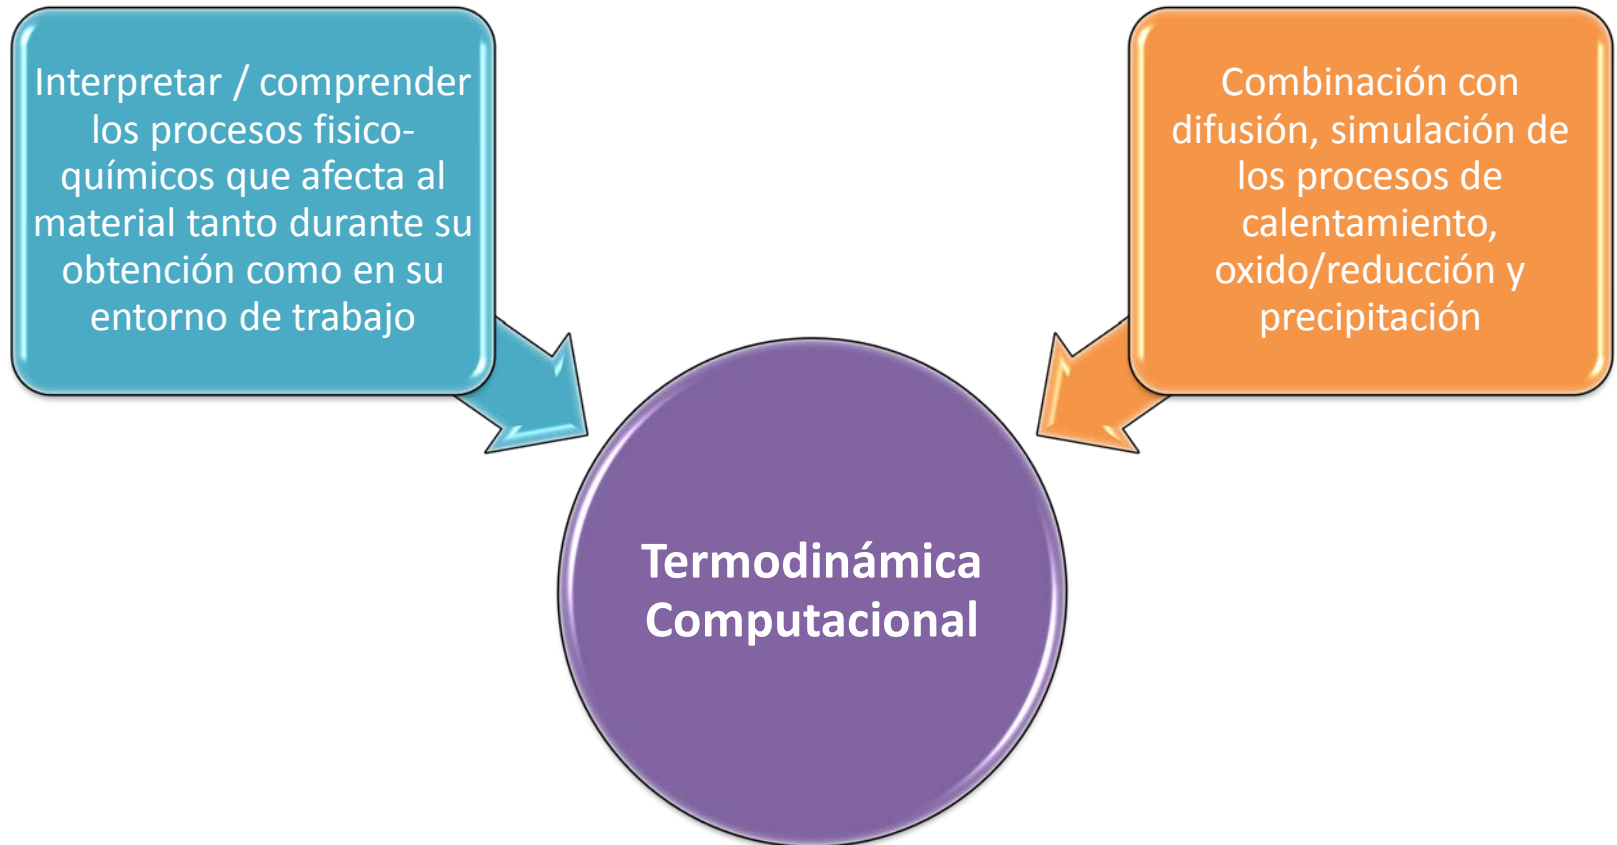 Interpretar / comprender
los procesos fisico-
químicos que afecta al
material tanto durante su
obtención como en su
entorno de trabajo
Combinación con
difusión, simulación de
los procesos de
calentamiento,
oxido/reducción y
precipitación
Termodinámica
Computacional